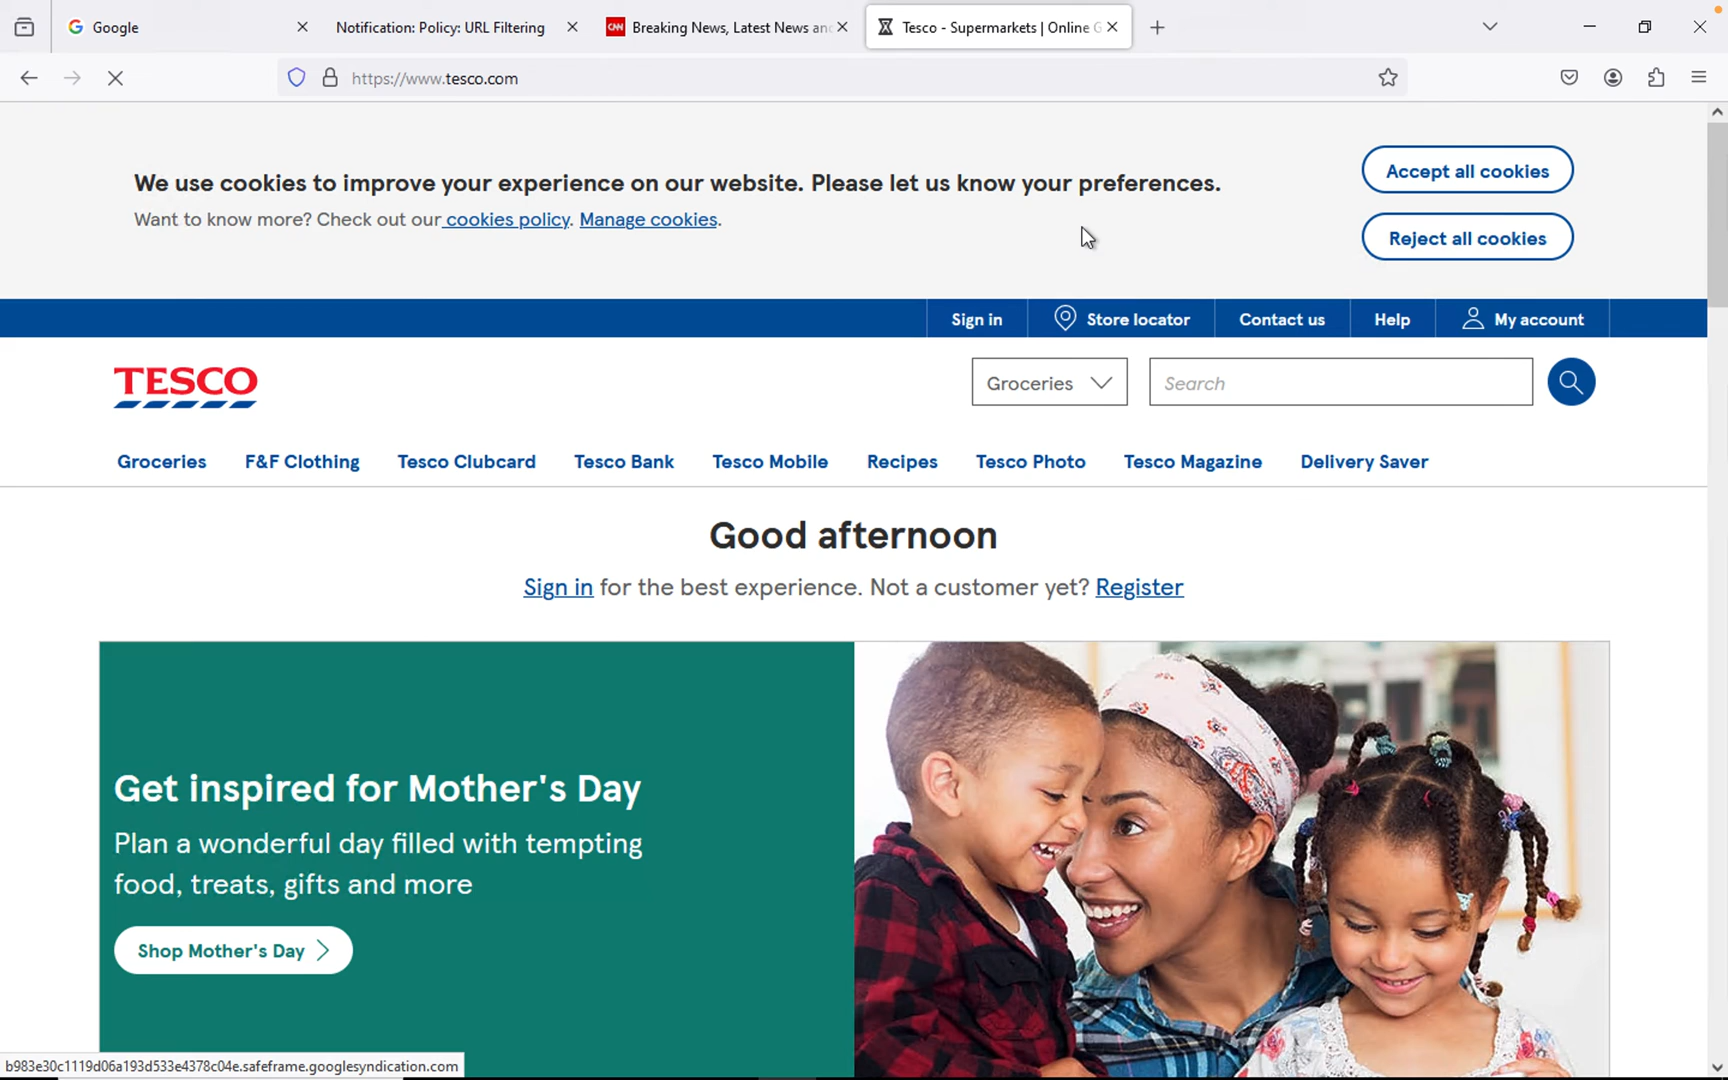 Google
Notification: Policy: URL Filtering
CNN Breaking News, Latest News an
Tesco - Supermarkets | Online G
https://www.tesco.com
We use cookies to improve your experience on our website. Please let us know your preferences.
Want to know more? Check out our cookies policy. Manage cookies.
Accept all cookies
Reject all cookies
Sign in
Store locator
Contact us
Help
My account
TESCO
Groceries
Search
Groceries
F&F Clothing
Tesco Clubcard
Tesco Bank
Tesco Mobile
Recipes
Tesco Photo
Tesco Magazine
Delivery Saver
Good afternoon
Sign in for the best experience. Not a customer yet? Register
Get inspired for Mother's Day
Plan a wonderful day filled with tempting
food, treats, gifts and more
Shop Mother's Day
b983e30c1119d06a193d533e4378c04e.safeframe.googlesyndication.com